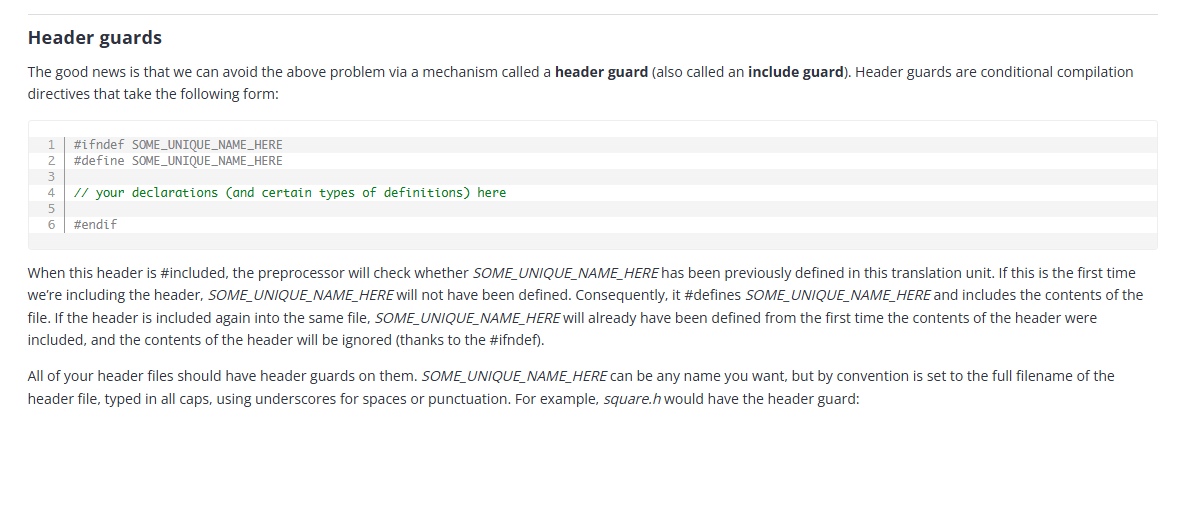 Header guards
The good news is that we can avoid the above problem via a mechanism called a header guard (also called an include guard). Header guards are conditional compilation
directives that take the following form:
1 #ifndef SOME_UNIQUE_NAME_HERE
2 #define SOME_UNIQUE_NAME_HERE
3
4 // your declarations (and certain types of definitions) here
5
6 #endif
When this header is #included, the preprocessor will check whether SOME_UNIQUE_NAME_HERE has been previously defined in this translation unit. If this is the first time
we’re including the header, SOME_UNIQUE_NAME_HERE will not have been defined. Consequently, it #defines SOME_UNIQUE_NAME_HERE and includes the contents of the
file. If the header is included again into the same file, SOME_UNIQUE_NAME_HERE will already have been defined from the first time the contents of the header were
included, and the contents of the header will be ignored (thanks to the #ifndef).
All of your header files should have header guards on them. SOME_UNIQUE_NAME_HERE can be any name you want, but by convention is set to the full filename of the
header file, typed in all caps, using underscores for spaces or punctuation. For example, square.h would have the header guard: